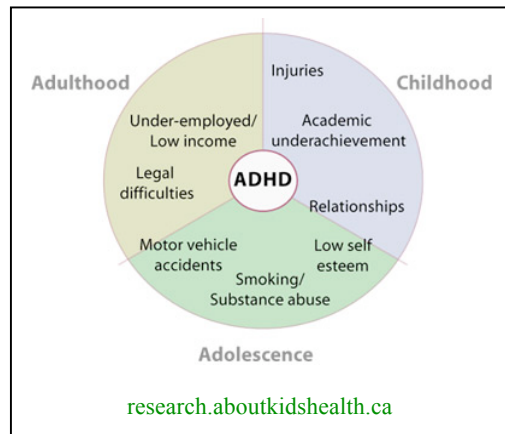 Injuries
Adulthood
Childhood
Under-employed/
Low income
Academic
underachievement
Legal
difficulties
ADHD
Relationships
Motor vehicle
accidents
Low self
esteem
Smoking/
Substance abuse
Adolescence
research.aboutkidshealth.ca